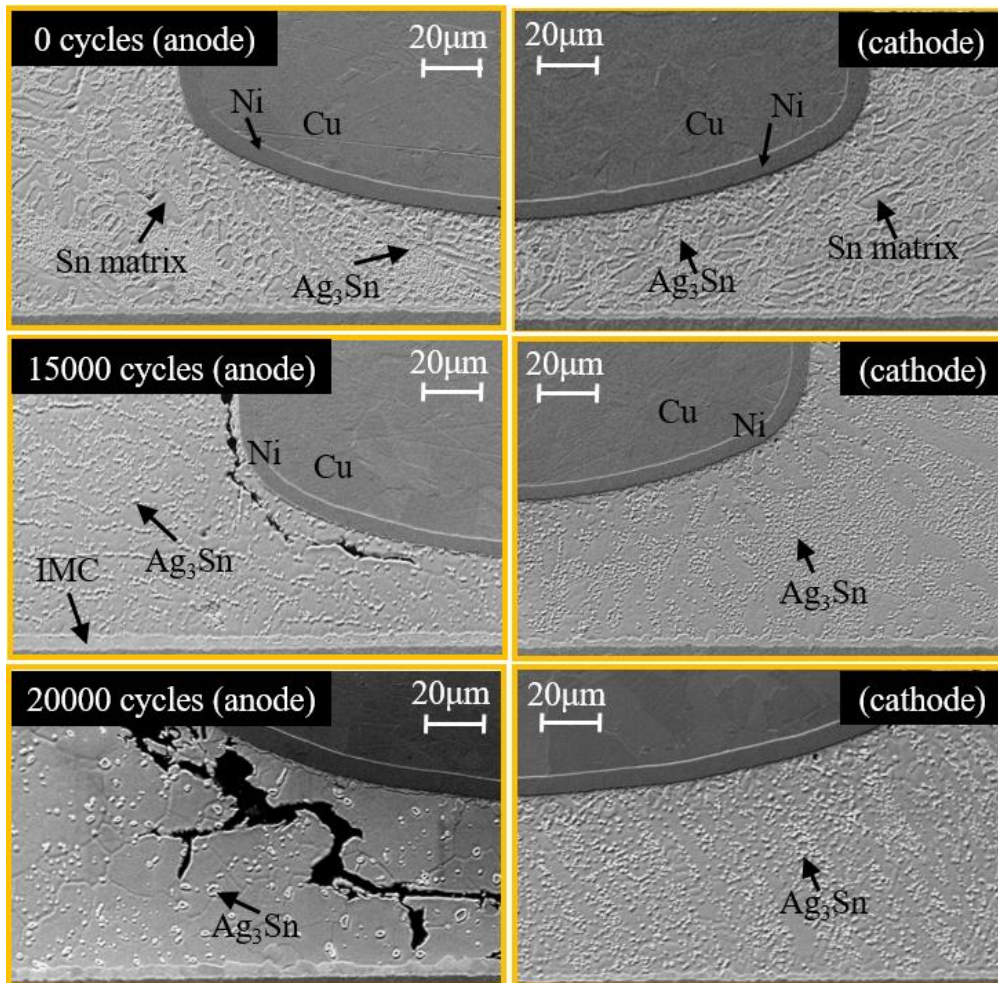 0 cycles (anode)
20μm
Ni
Cu
Sn matrix
Ag₃Sn
20μm
(cathode)
Cu
Ni
Ag₃Sn
Sn matrix
15000 cycles (anode)
20μm
Ni
Cu
Ag₃Sn
IMC
20μm
(cathode)
Cu
Ni
Ag₃Sn
20000 cycles (anode)
20μm
Ag₃Sn
20μm
(cathode)
Ag₃Sn